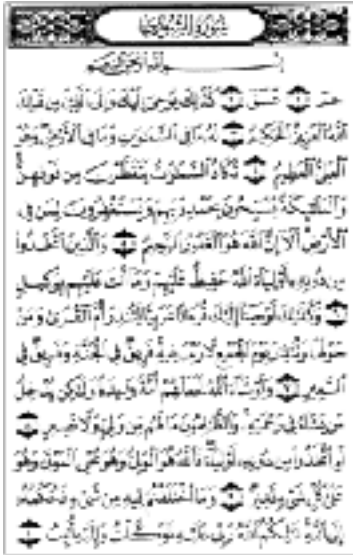 سورة الشورى
بسم الله الرحمن الرحيم
حم عسق كذلك يوحي إليك وإلى الذين من قبلك
الله العزيز الحكيم له ما في السموات وما في الأرض وهو
العلي العظيم تكاد السموات يتفطرن من فوقهن
والملائكة يسبحون بحمد ربهم ويستغفرون لمن في
الأرض ألا إن الله هو الغفور الرحيم والذين اتخذوا
من دونه أولياء الله حفيظ عليهم وما أنت عليهم بوكيل
وكذلك أوحينا إليك قرآنا عربيا لتنذر أم القرى ومن
حولها وتنذر يوم الجمع لا ريب فيه فريق في الجنة وفريق في
السعير ولو شاء الله لجعلهم أمة واحدة ولكن يدخل
من يشاء في رحمته والظالمون ما لهم من ولي ولا نصير
أم اتخذوا من دونه أولياء فالله هو الولي وهو يحي الموتى وهو
على كل شيء قدير وما اختلفتم فيه من شيء فحكمه
إلى الله ذلكم الله ربي عليه توكلت وإليه أنيب